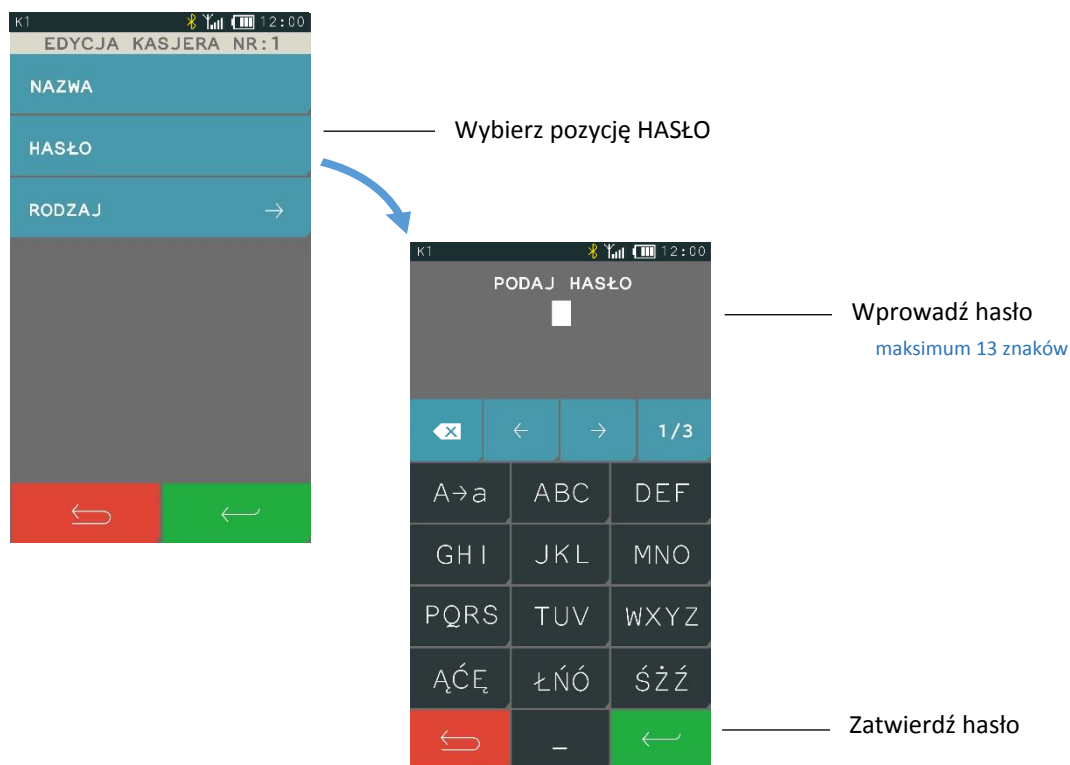 K1 12:00
EDYCJA KASJERA NR:1
NAZWA
HASŁO
RODZAJ →
Wybierz pozycję HASŁO
K1 12:00
PODAJ HASŁO
Wprowadź hasło
maksimum 13 znaków
← → 1/3
A→a ABC DEF
GHI JKL MNO
PQRS TUV WXYZ
ĄĆĘ ŁŃÓ ŚŻŹ
_
Zatwierdź hasło